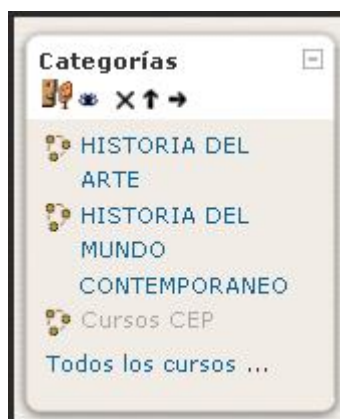 Categorías
HISTORIA DEL
ARTE
HISTORIA DEL
MUNDO
CONTEMPORANEO
Cursos CEP
Todos los cursos ...